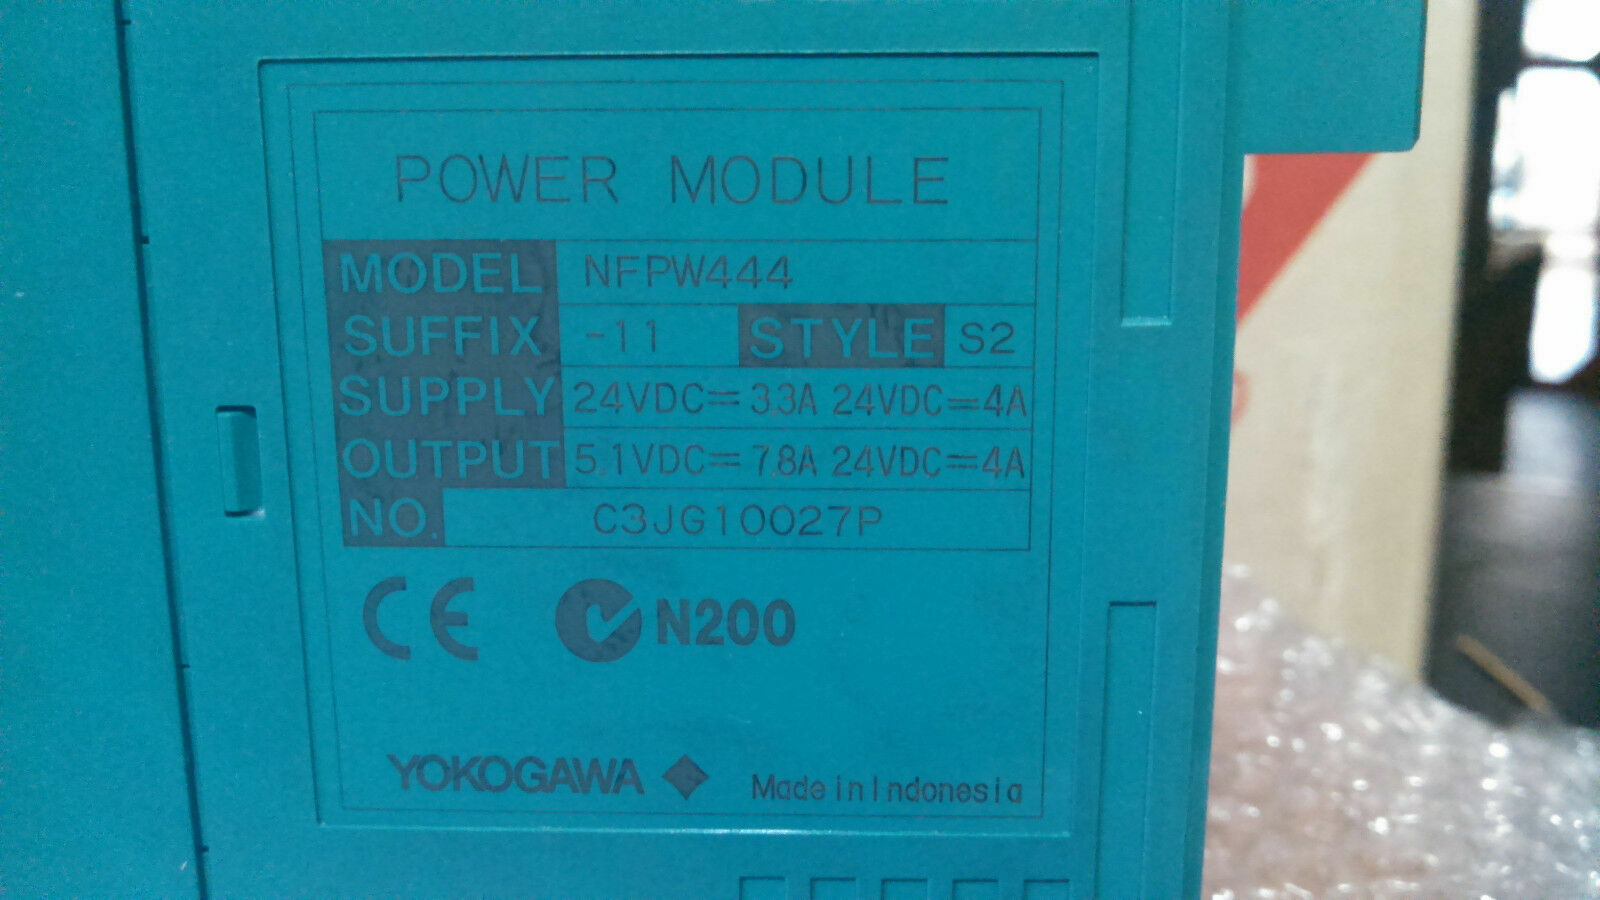 POWER MODULE
MODEL NFPW444
SUFFIX -11 STYLE S2
SUPPLY 24VDC⎓ 3.3A 24VDC⎓4A
OUTPUT 5.1VDC⎓ 7.8A 24VDC⎓4A
NO. C3JG10027P
CE N200
YOKOGAWA Made in Indonesia